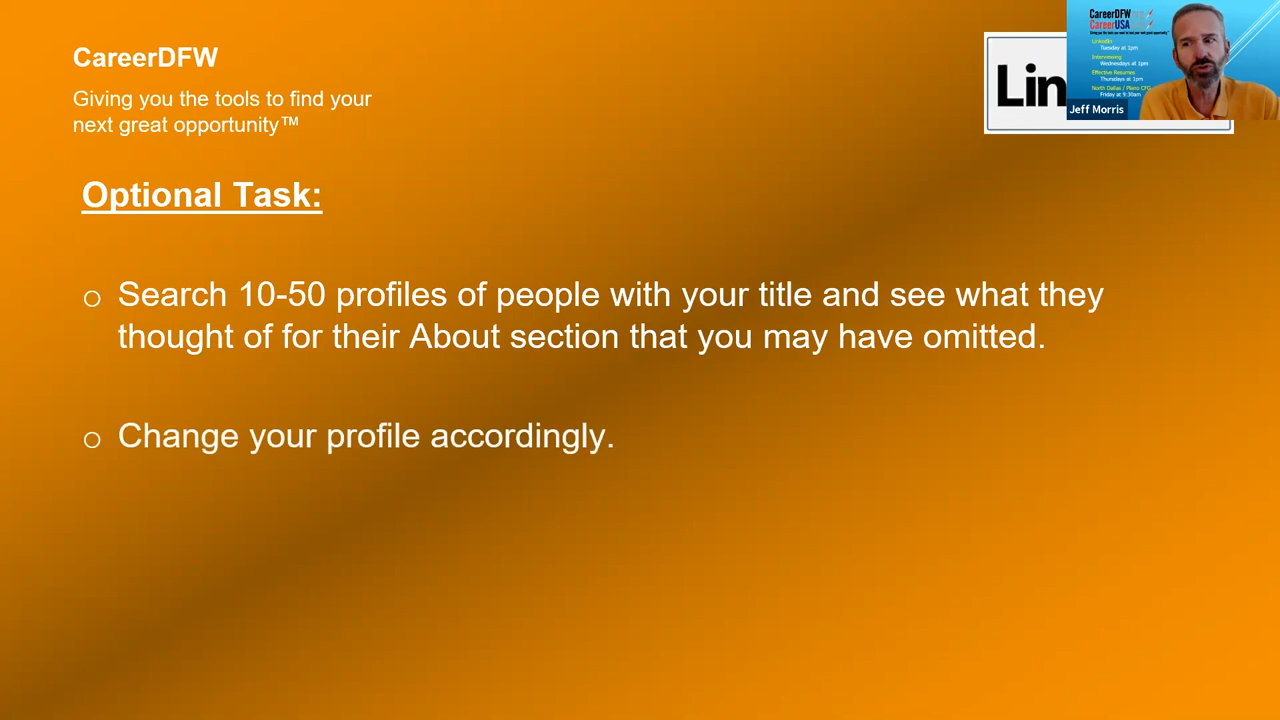 CareerDFW
Giving you the tools to find your
next great opportunity™
Optional Task:
o Search 10-50 profiles of people with your title and see what they
thought of for their About section that you may have omitted.
o Change your profile accordingly.
Lin
CareerDFW
CareerUSA
LinkedIn
Tuesday at 1pm
Interviewing
Wednesdays at 1pm
Effective Resumes
Thursdays at 1pm
North Dallas / Plano
Friday at 9:30am
Jeff Morris